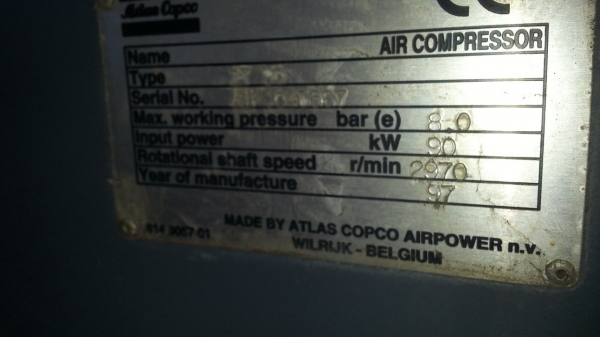 Atlas Copco
CE
Name AIR COMPRESSOR
Type
Serial No.
Max. working pressure bar (e) 8.0
Input power kW 90
Rotational shaft speed r/min 2970
Year of manufacture 97
MADE BY ATLAS COPCO AIRPOWER n.v.
WILRIJK - BELGIUM